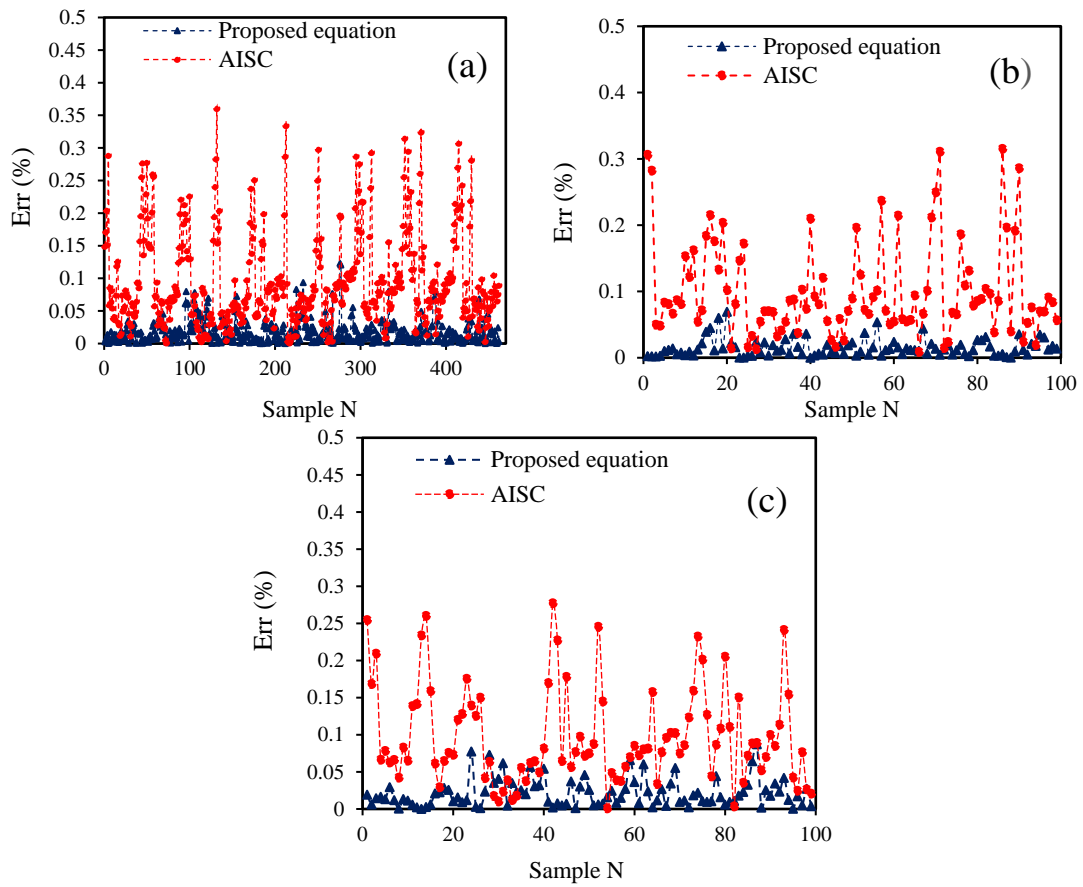 0.5
0.45
0.4
0.35
0.3
0.25
0.2
0.15
0.1
0.05
0
Err (%)
Proposed equation
AISC
(a)
0 100 200 300 400
Sample N
0.5
0.4
0.3
0.2
0.1
0
Err (%)
Proposed equation
AISC
(b)
0 20 40 60 80 100
Sample N
0.5
0.45
0.4
0.35
0.3
0.25
0.2
0.15
0.1
0.05
0
Err (%)
Proposed equation
AISC
(c)
0 20 40 60 80 100
Sample N